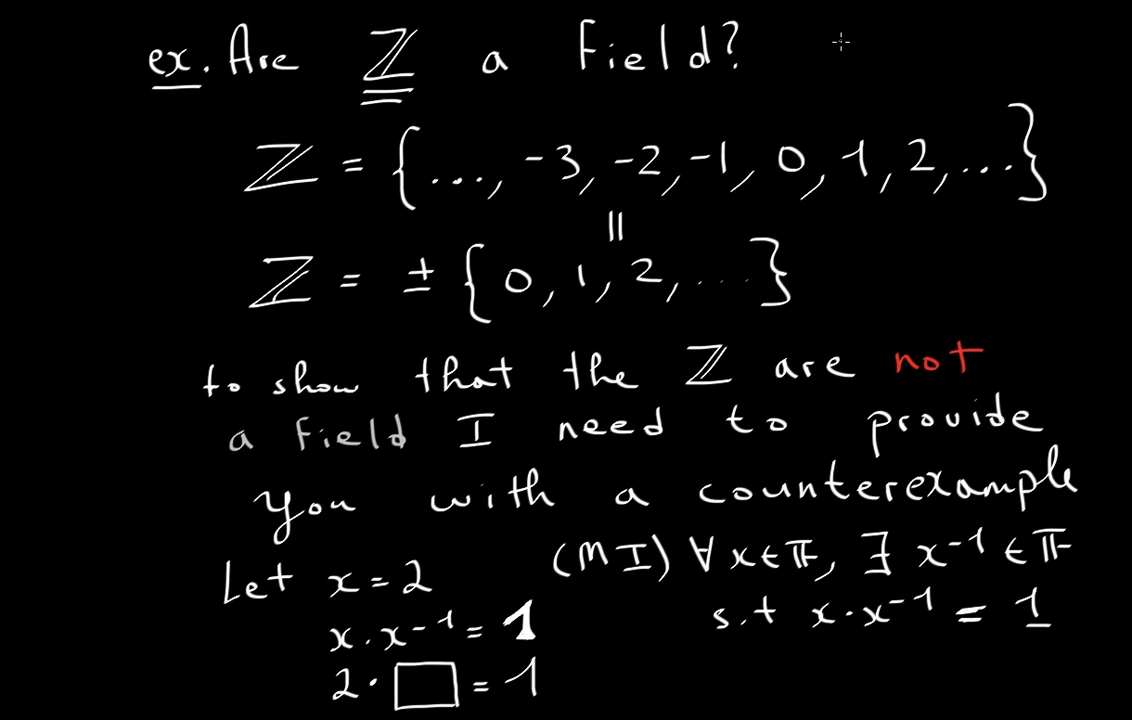 ex. Are ℤ a Field?
ℤ = {..., -3, -2, -1, 0, 1, 2, ...}
||
ℤ = ± {0, 1, 2, ...}
to show that the ℤ are not
a Field I need to provide
you with a counterexample
(MI) ∀ x ∈ 𝔽, ∃ x⁻¹ ∈ 𝔽
s.t x · x⁻¹ = 1
Let x = 2
x · x⁻¹ = 1
2 · □ = 1